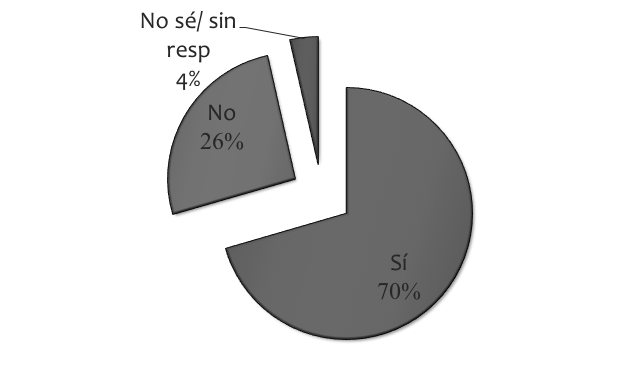 No sé/ sin
resp
4%
No
26%
Sí
70%